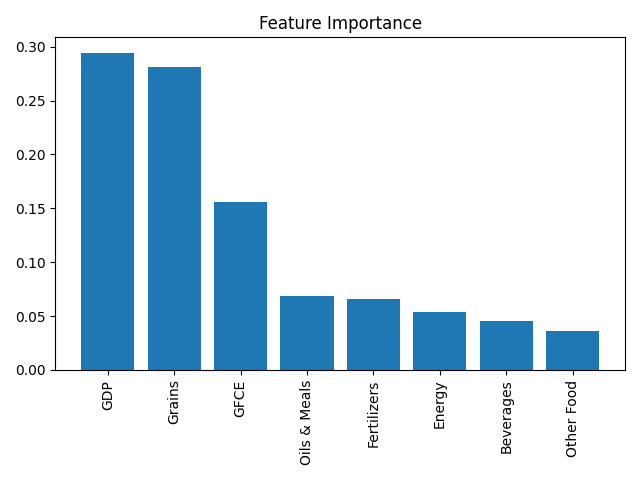 Feature Importance
0.30
0.25
0.20
0.15
0.10
0.05
0.00
GDP
Grains
GFCE
Oils & Meals
Fertilizers
Energy
Beverages
Other Food